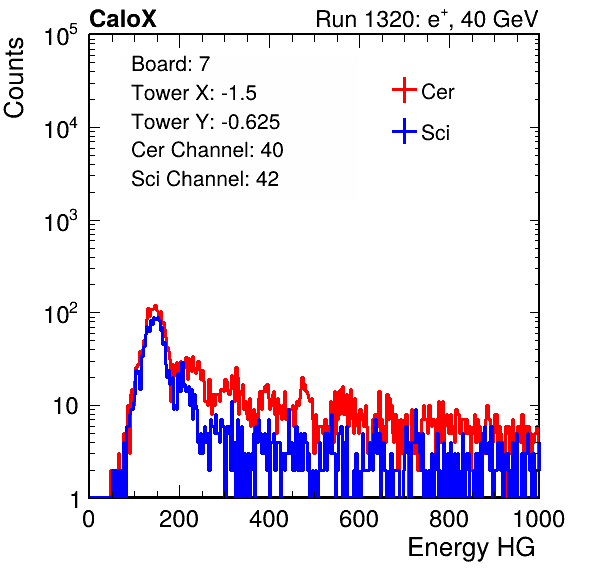 CaloX Run 1320: e⁺, 40 GeV
Board: 7
Tower X: -1.5
Tower Y: -0.625
Cer Channel: 40
Sci Channel: 42
Cer
Sci
Counts
10⁵
10⁴
10³
10²
10
1
0 200 400 600 800 1000
Energy HG